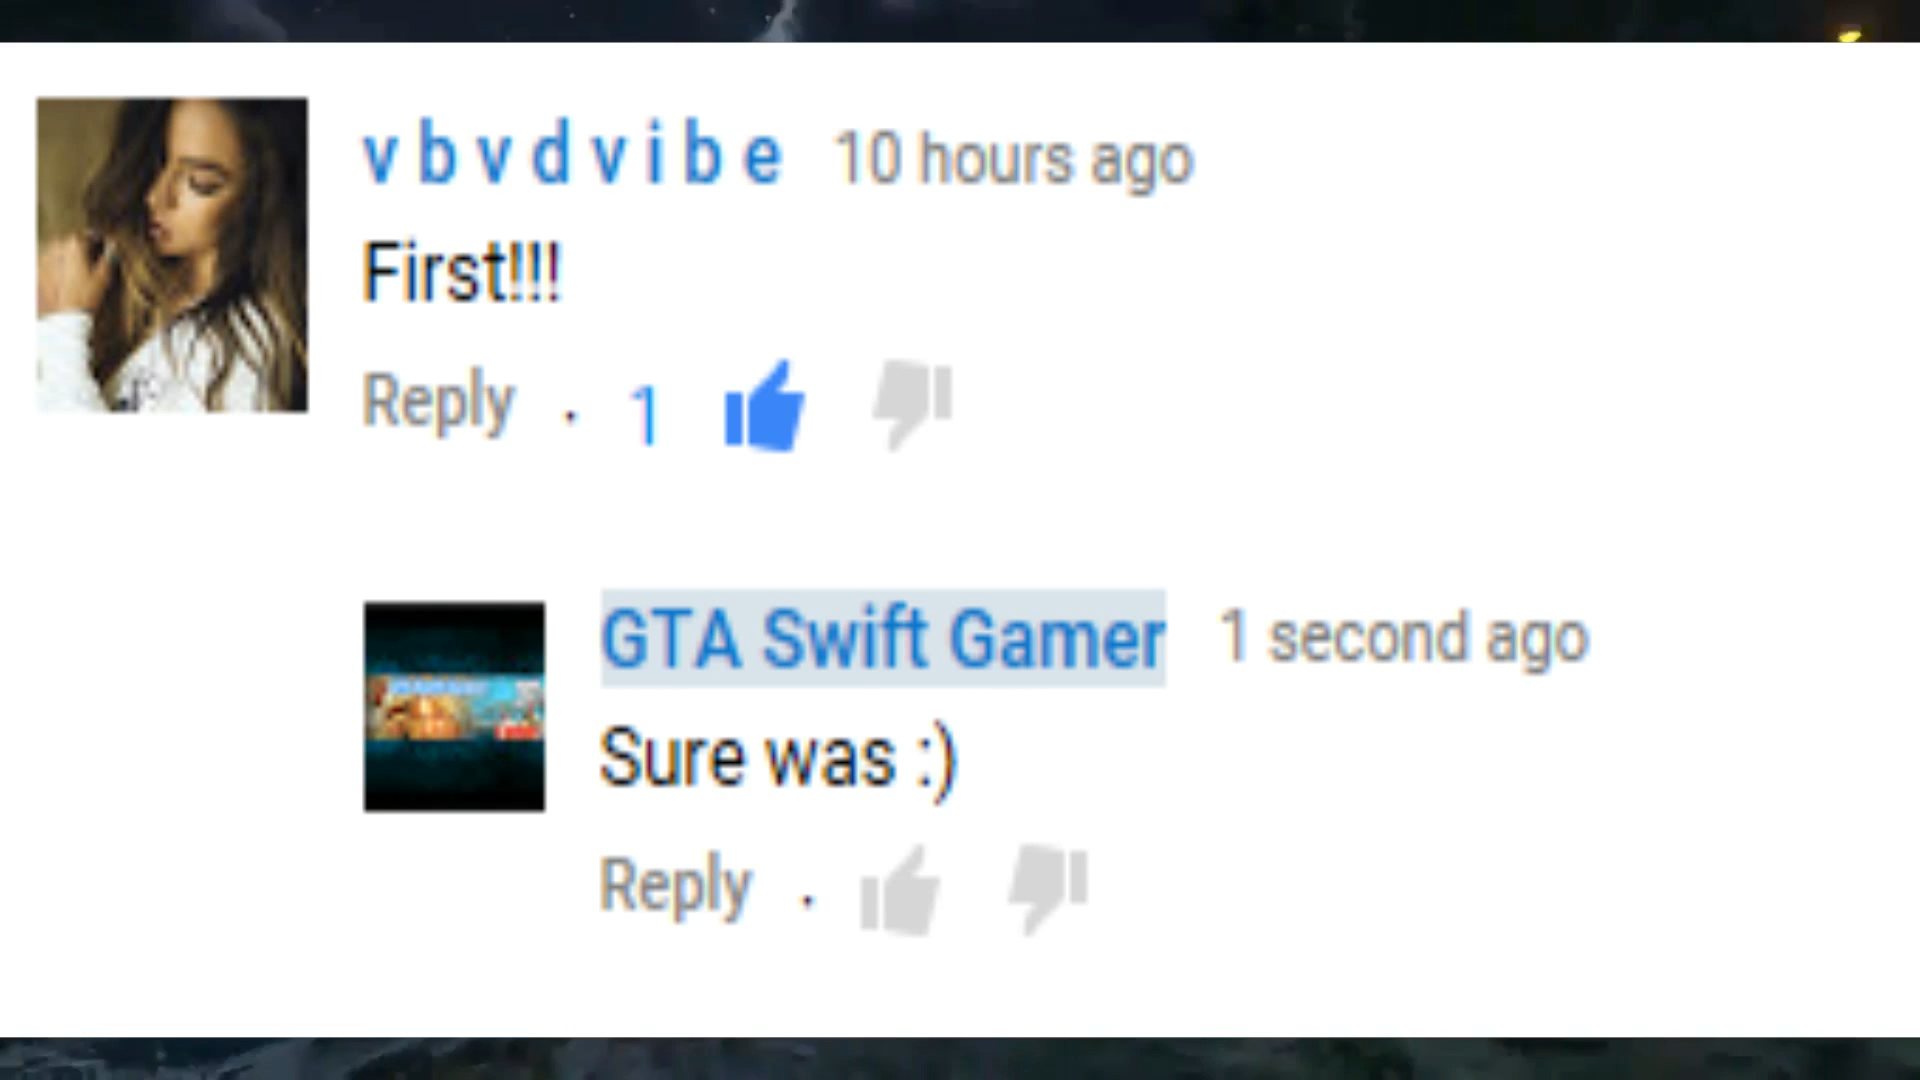 v b v d v i b e 10 hours ago
First!!!
Reply . 1
GTA Swift Gamer 1 second ago
Sure was :)
Reply .